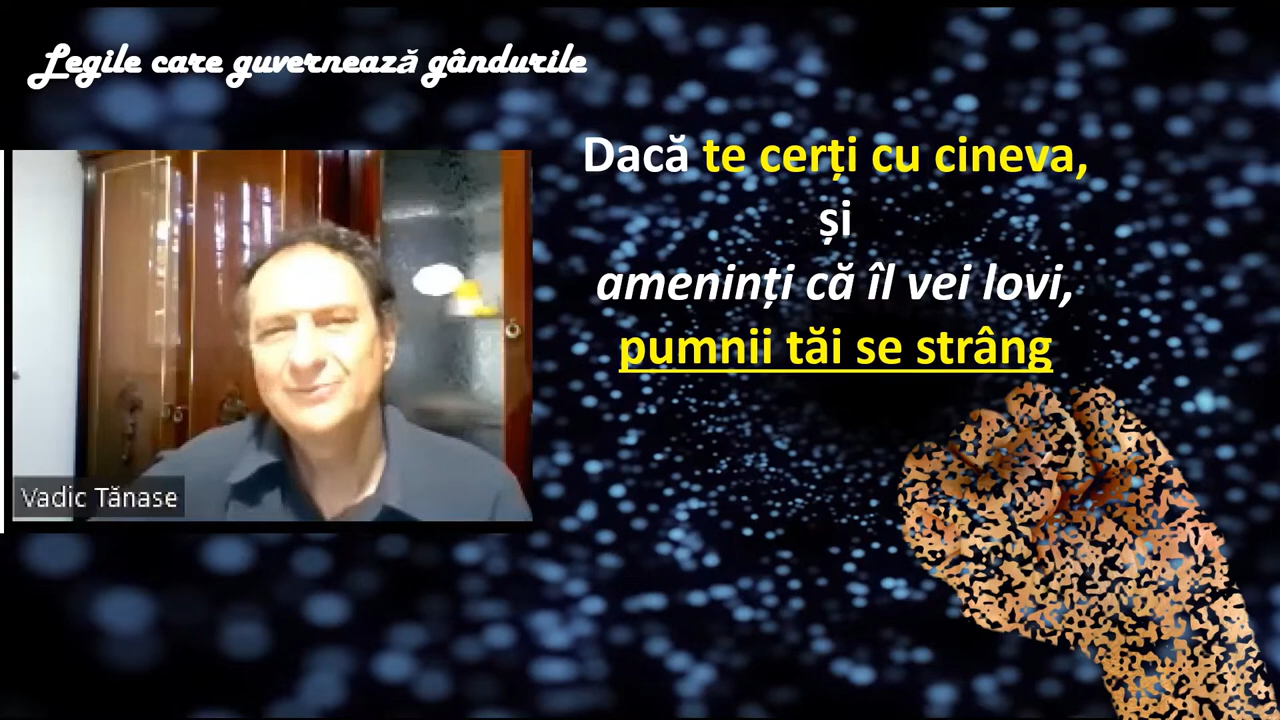 Legile care guvernează gândurile
Dacă te cerți cu cineva,
și
ameninți că îl vei lovi,
pumnii tăi se strâng
Vadic Tănase